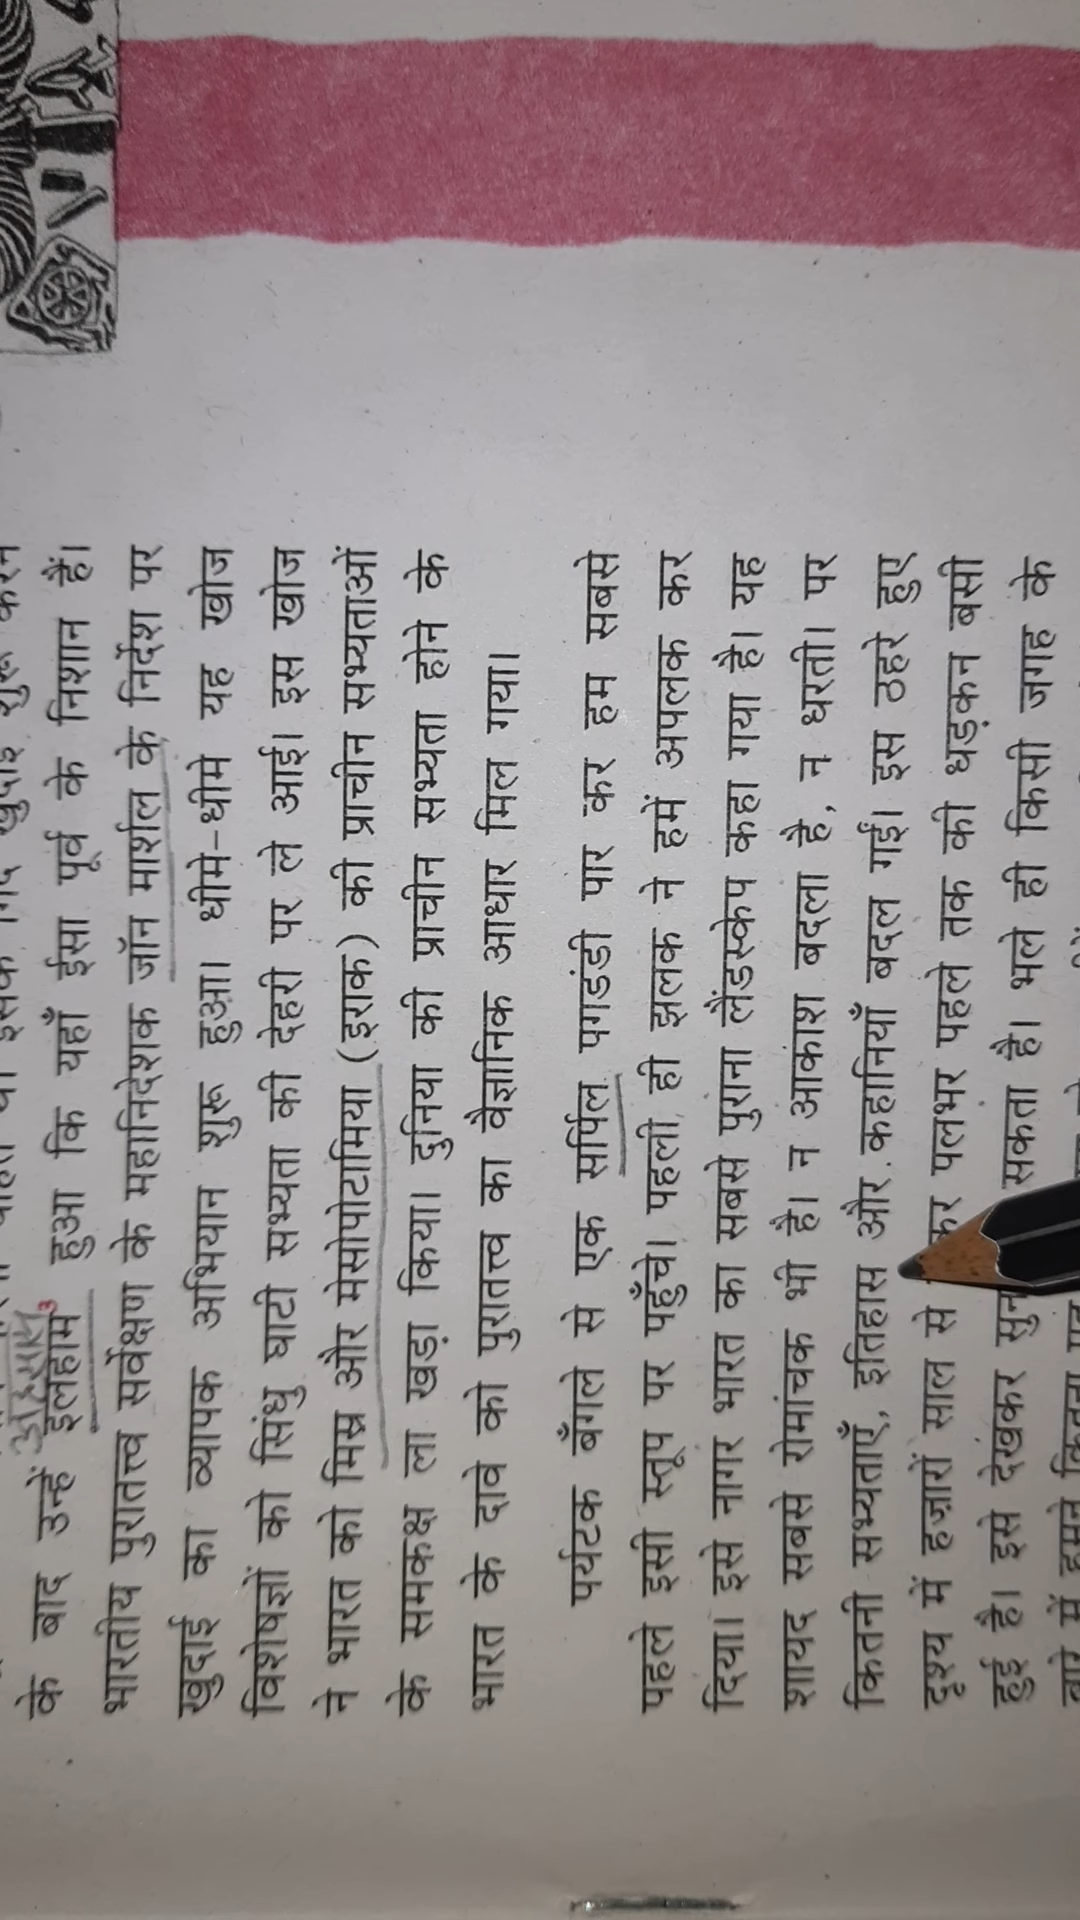 के बाद उन्हें इलहाम³ हुआ कि यहाँ ईसा पूर्व के निशान हैं।
भारतीय पुरातत्त्व सर्वेक्षण के महानिदेशक जॉन मार्शल के निर्देश पर
खुदाई का व्यापक अभियान शुरू हुआ। धीमे-धीमे यह खोज
विशेषज्ञों को सिंधु घाटी सभ्यता की देहरी पर ले आई। इस खोज
ने भारत को मिस्र और मेसोपोटामिया (इराक) की प्राचीन सभ्यताओं
के समकक्ष ला खड़ा किया। दुनिया की प्राचीन सभ्यता होने के
भारत के दावे को पुरातत्त्व का वैज्ञानिक आधार मिल गया।
पर्यटक बँगले से एक सर्पिल पगडंडी पार कर हम सबसे
पहले इसी स्तूप पर पहुँचे। पहली ही झलक ने हमें अपलक कर
दिया। इसे नागर भारत का सबसे पुराना लैंडस्केप कहा गया है। यह
शायद सबसे रोमांचक भी है। न आकाश बदला है, न धरती। पर
कितनी सभ्यताएँ, इतिहास और कहानियाँ बदल गईं। इस ठहरे हुए
दृश्य में हज़ारों साल से पलभर पहले तक की धड़कन बसी
हुई है। इसे देखकर सकता है। भले ही किसी जगह के
बारे में हमने कितना